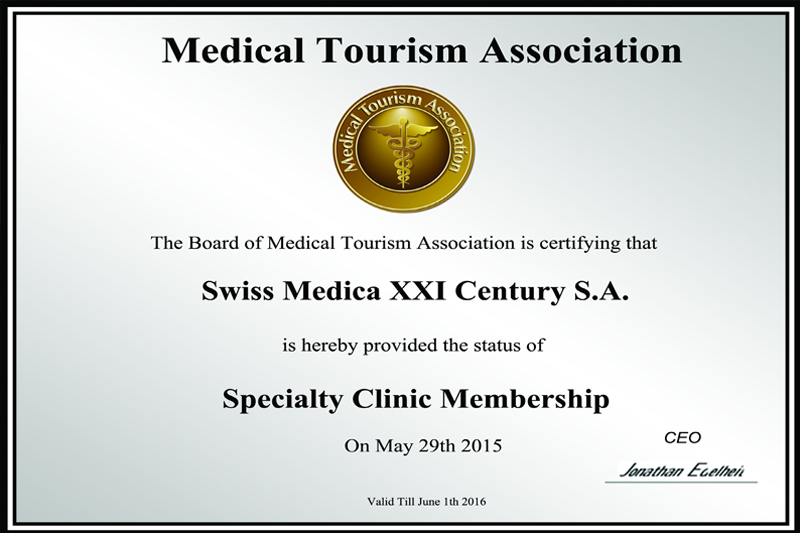 Medical Tourism Association
Medical Tourism Association
The Board of Medical Tourism Association is certifying that
Swiss Medica XXI Century S.A.
is hereby provided the status of
Specialty Clinic Membership
On May 29th 2015
CEO
Jonathan Edelheit
Valid Till June 1th 2016